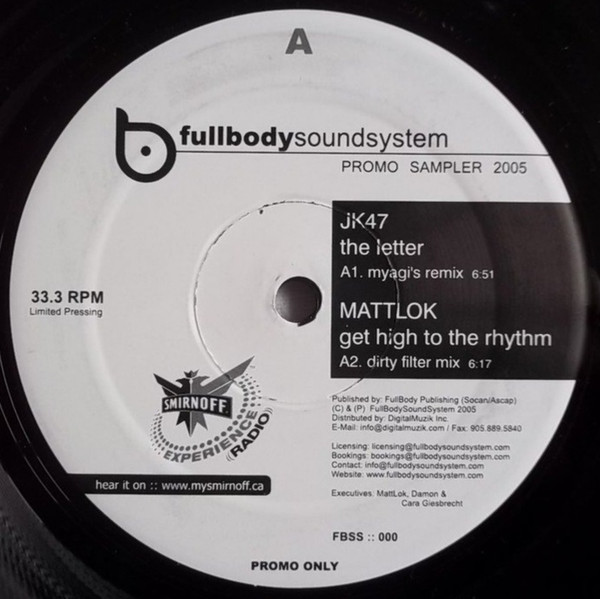 A
fullbodysoundsystem
PROMO SAMPLER 2005
JK47
the letter
A1. myagi's remix 6:51
MATTLOK
get high to the rhythm
A2. dirty filter mix 6:17
33.3 RPM
Limited Pressing
SMIRNOFF
EXPERIENCE
RADIO
hear it on :: www.mysmirnoff.ca
Published by: FullBody Publishing (Socan/Ascap)
(C) & (P) FullBodySoundSystem 2005
Distributed by: DigitalMuzik Inc.
E-Mail: info@digitalmuzik.com / Fax: 905.889.5840
Licensing: licensing@fullbodysoundsystem.com
Bookings: bookings@fullbodysoundsystem.com
Contact: info@fullbodysoundsystem.com
Website: www.fullbodysoundsystem.com
Executives: MattLok, Damon &
Cara Giesbrecht
FBSS :: 000
PROMO ONLY